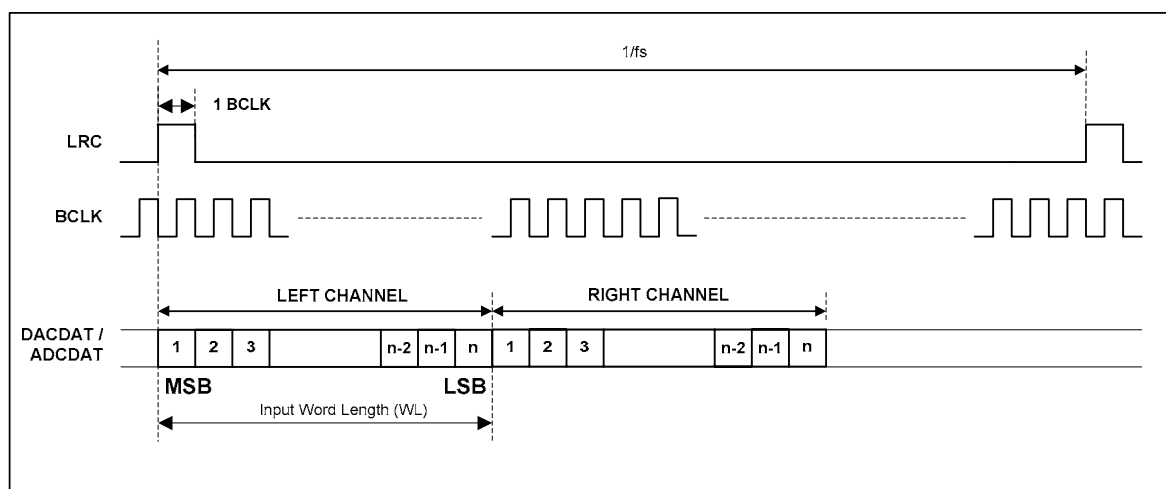 1/fs
1 BCLK
LRC
BCLK
LEFT CHANNEL RIGHT CHANNEL
DACDAT /
ADCDAT
1 2 3 n-2 n-1 n 1 2 3 n-2 n-1 n
MSB LSB
Input Word Length (WL)